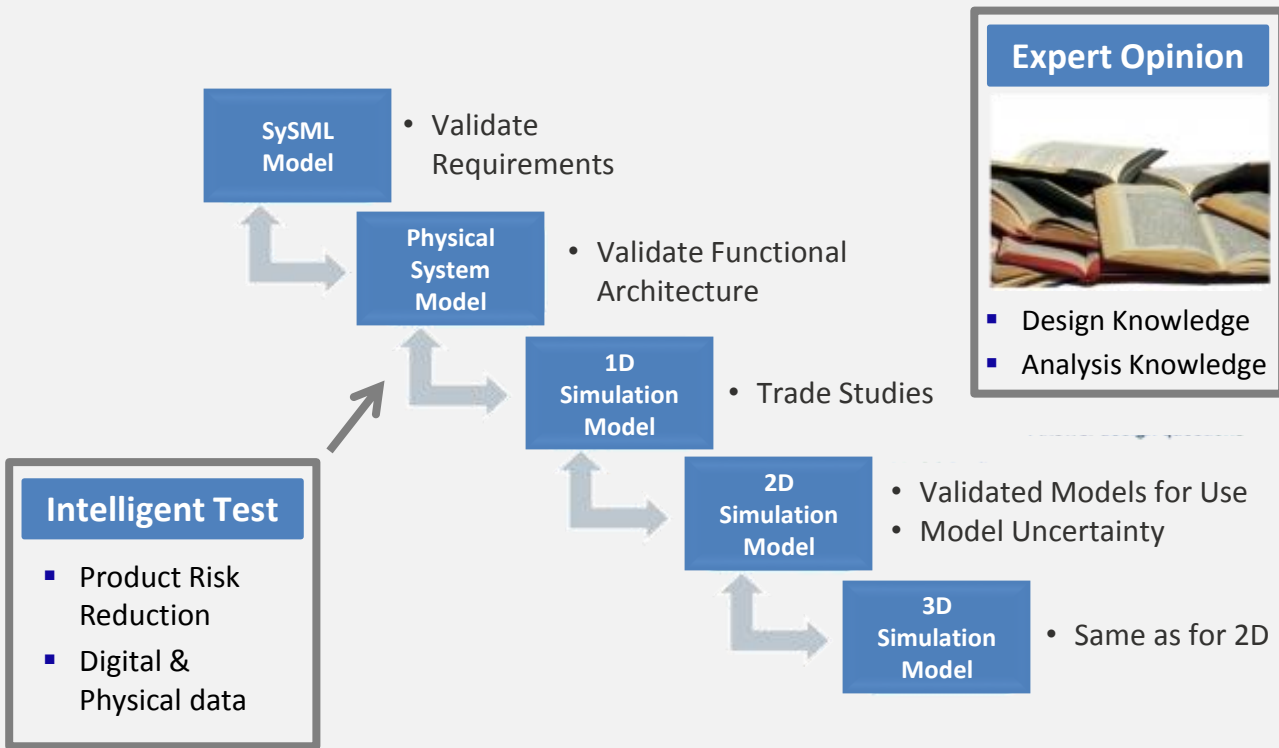 Expert Opinion
Design Knowledge
Analysis Knowledge
SySML
Model
• Validate
Requirements
Physical
System
Model
• Validate Functional
Architecture
1D
Simulation
Model
• Trade Studies
2D
Simulation
Model
• Validated Models for Use
• Model Uncertainty
3D
Simulation
Model
• Same as for 2D
Intelligent Test
Product Risk
Reduction
Digital &
Physical data